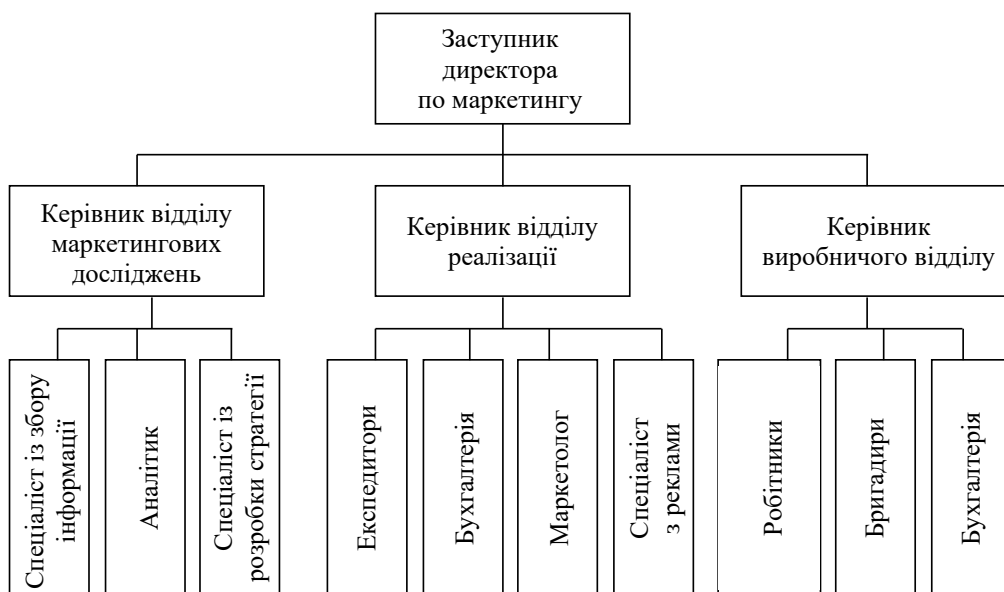 Заступник
директора
по маркетингу
Керівник відділу
маркетингових
досліджень
Керівник відділу
реалізації
Керівник
виробничого відділу
Спеціаліст із збору
інформації
Аналітик
Спеціаліст із
розробки стратегії
Експедитори
Бухгалтерія
Маркетолог
Спеціаліст
з реклами
Робітники
Бригадири
Бухгалтерія